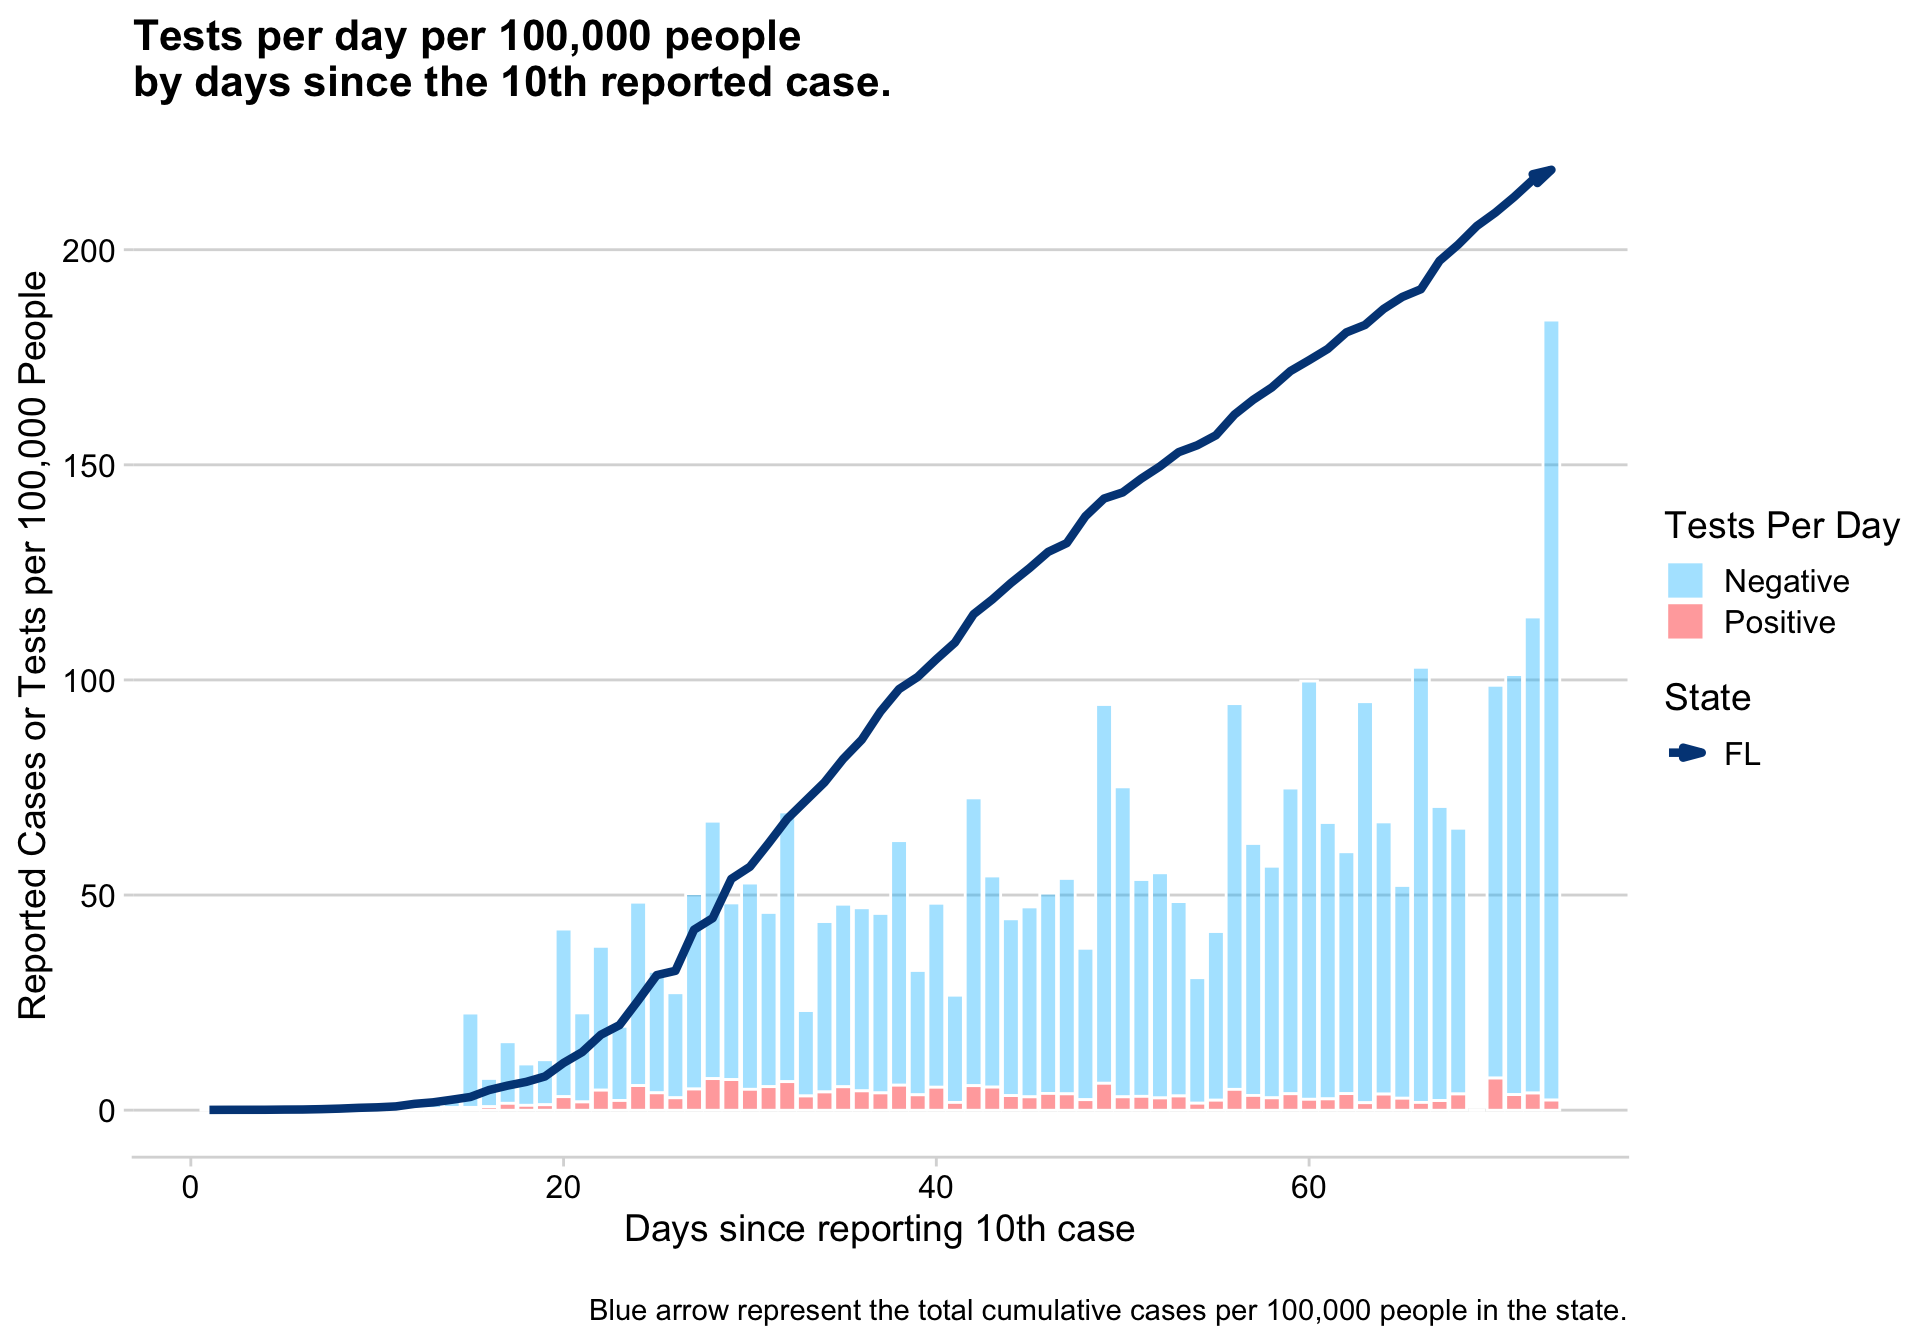 Tests per day per 100,000 people
by days since the 10th reported case.
Reported Cases or Tests per 100,000 People
200
150
100
50
0
0
20
40
60
Days since reporting 10th case
Tests Per Day
Negative
Positive
State
FL
Blue arrow represent the total cumulative cases per 100,000 people in the state.